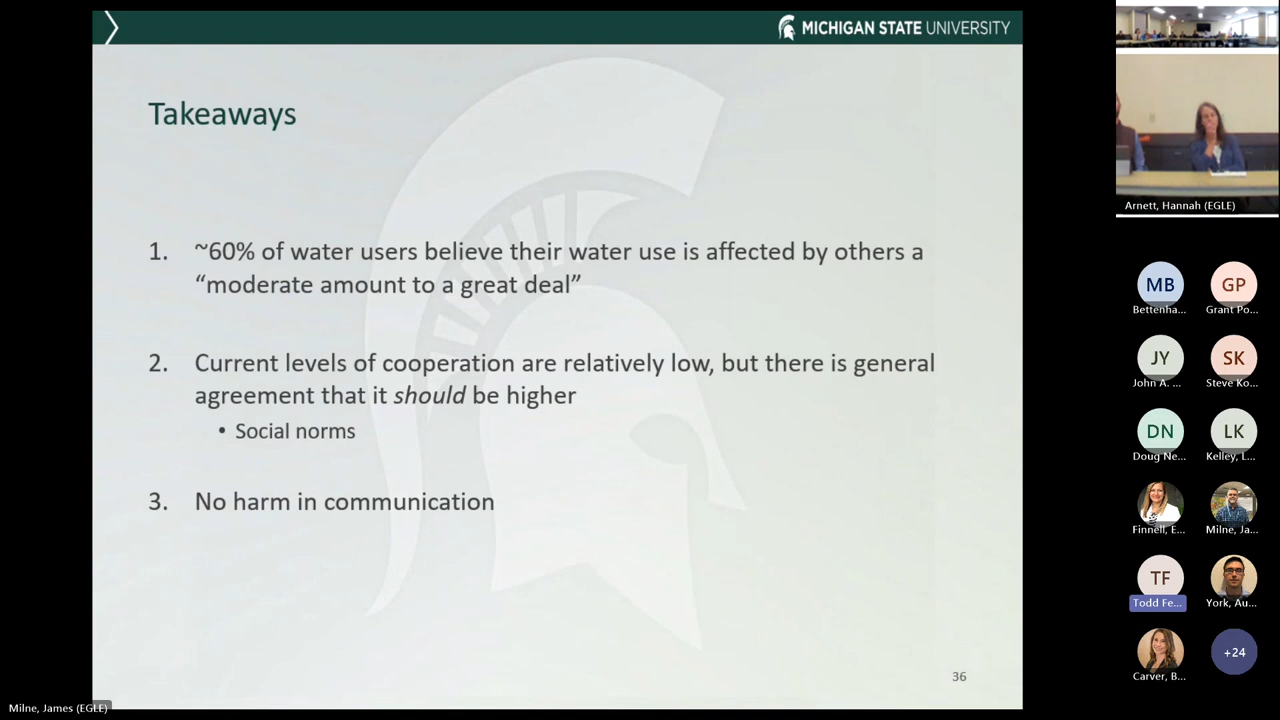 MICHIGAN STATE UNIVERSITY
Takeaways
1. ~60% of water users believe their water use is affected by others a
“moderate amount to a great deal”
2. Current levels of cooperation are relatively low, but there is general
agreement that it should be higher
• Social norms
3. No harm in communication
36
Milne, James (EGLE)
Arnett, Hannah (EGLE)
MB
GP
Bettenha...
Grant Po...
JY
SK
John A. ...
Steve Ko...
DN
LK
Doug Ne...
Kelley, L...
Finnell, E...
Milne, Ja...
TF
Todd Fe...
York, Au...
Carver, B...
+24